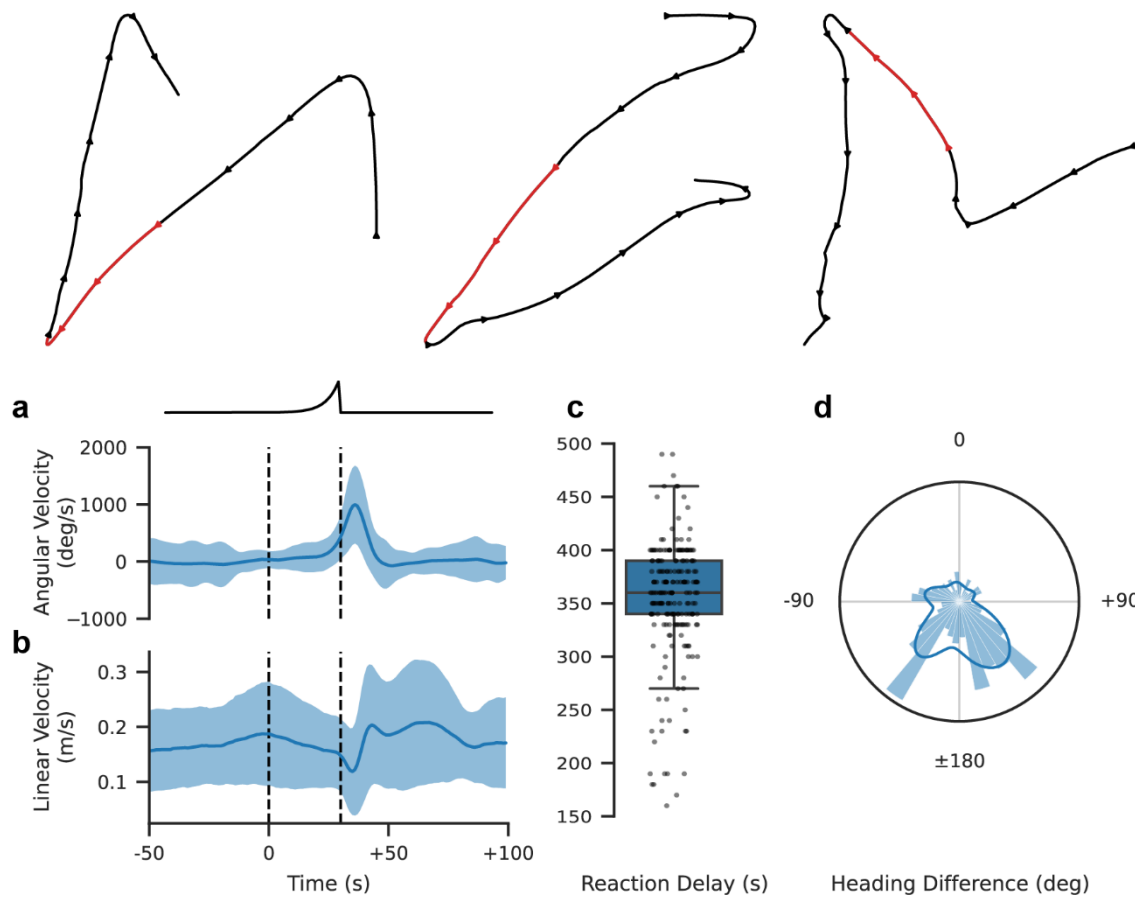 a
c
d
Angular Velocity
(deg/s)
2000
1000
0
−1000
b
Linear Velocity
(m/s)
0.3
0.2
0.1
-50
0
+50
+100
Time (s)
500
450
400
350
300
250
200
150
Reaction Delay (s)
0
-90
+90
±180
Heading Difference (deg)